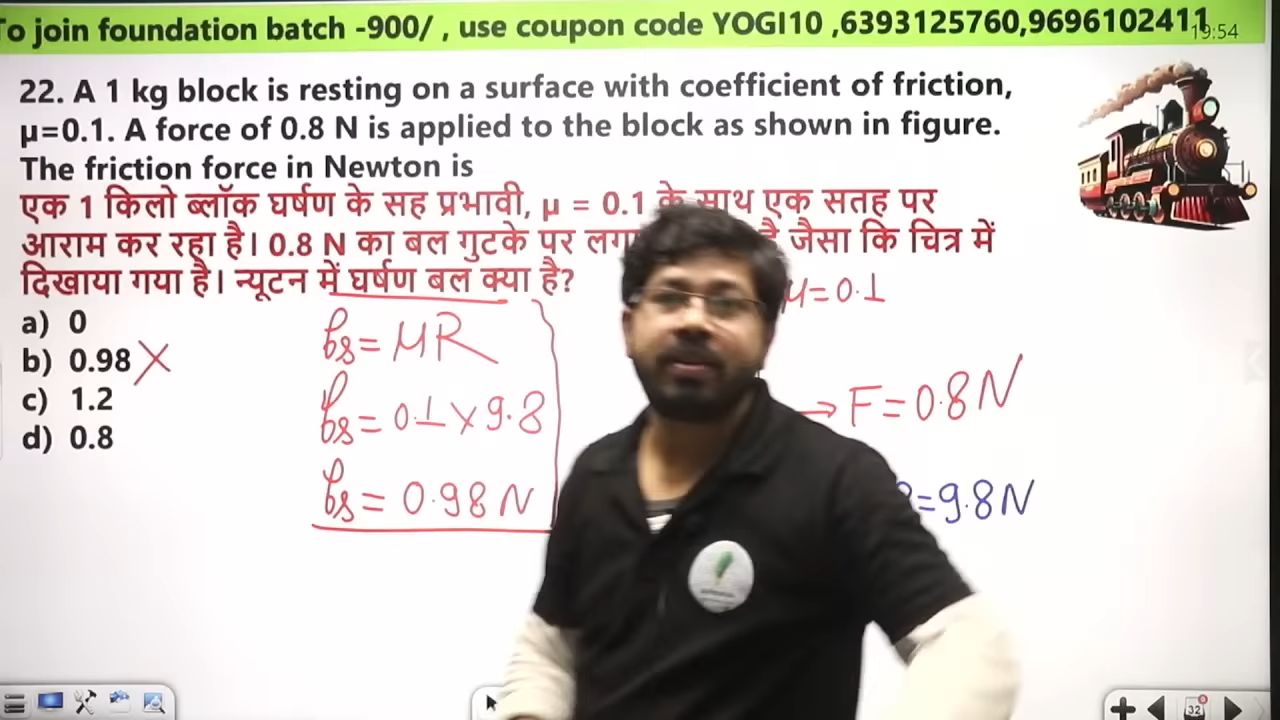 To join foundation batch -900/ , use coupon code YOGI10 ,6393125760,9696102411
19:54
22. A 1 kg block is resting on a surface with coefficient of friction,
μ=0.1. A force of 0.8 N is applied to the block as shown in figure.
The friction force in Newton is
एक 1 किलो ब्लॉक घर्षण के सह प्रभावी, μ = 0.1 के साथ एक सतह पर
आराम कर रहा है। 0.8 N का बल गुटके पर है जैसा कि चित्र में
दिखाया गया है। न्यूटन में घर्षण बल क्या है?
a) 0
b) 0.98
c) 1.2
d) 0.8
fs = μR
fs = 0.1 × 9.8
fs = 0.98 N
μ = 0.1
→ F = 0.8 N
=9.8 N
32